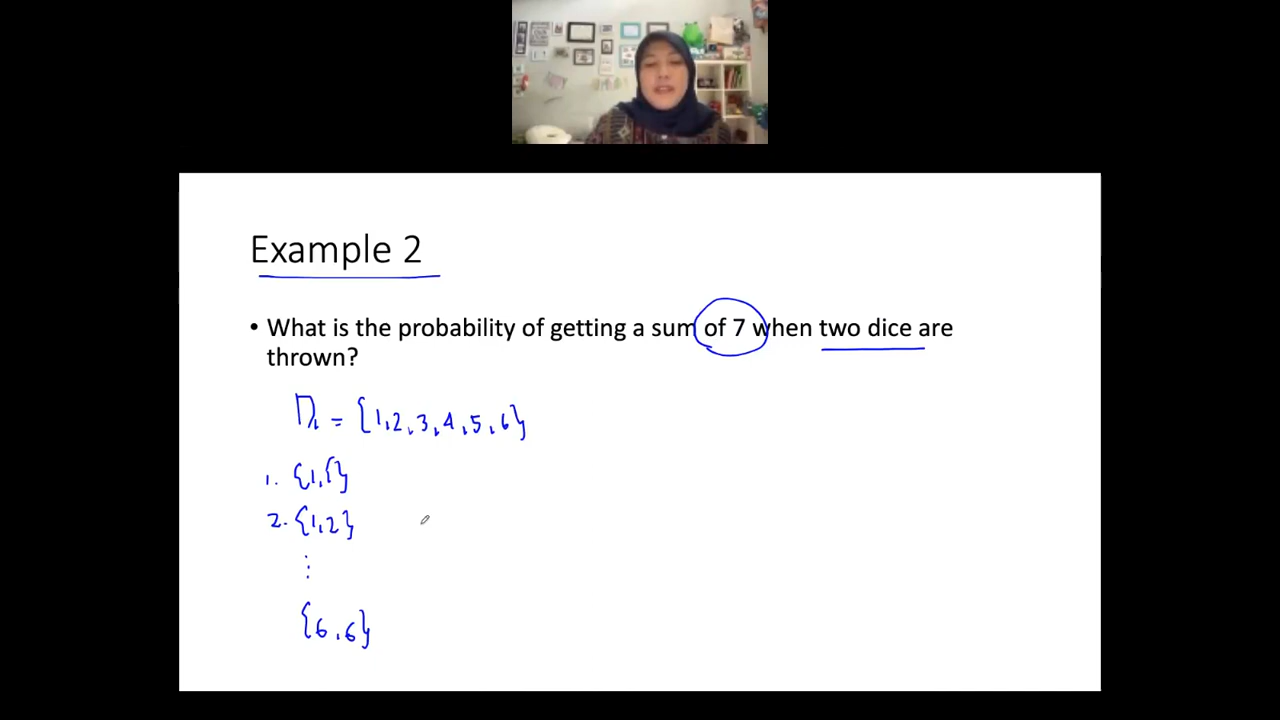 Example 2
• What is the probability of getting a sum of 7 when two dice are
thrown?
D₁ = {1,2,3,4,5,6}
1. {1,1}
2. {1,2}
⋮
{6,6}